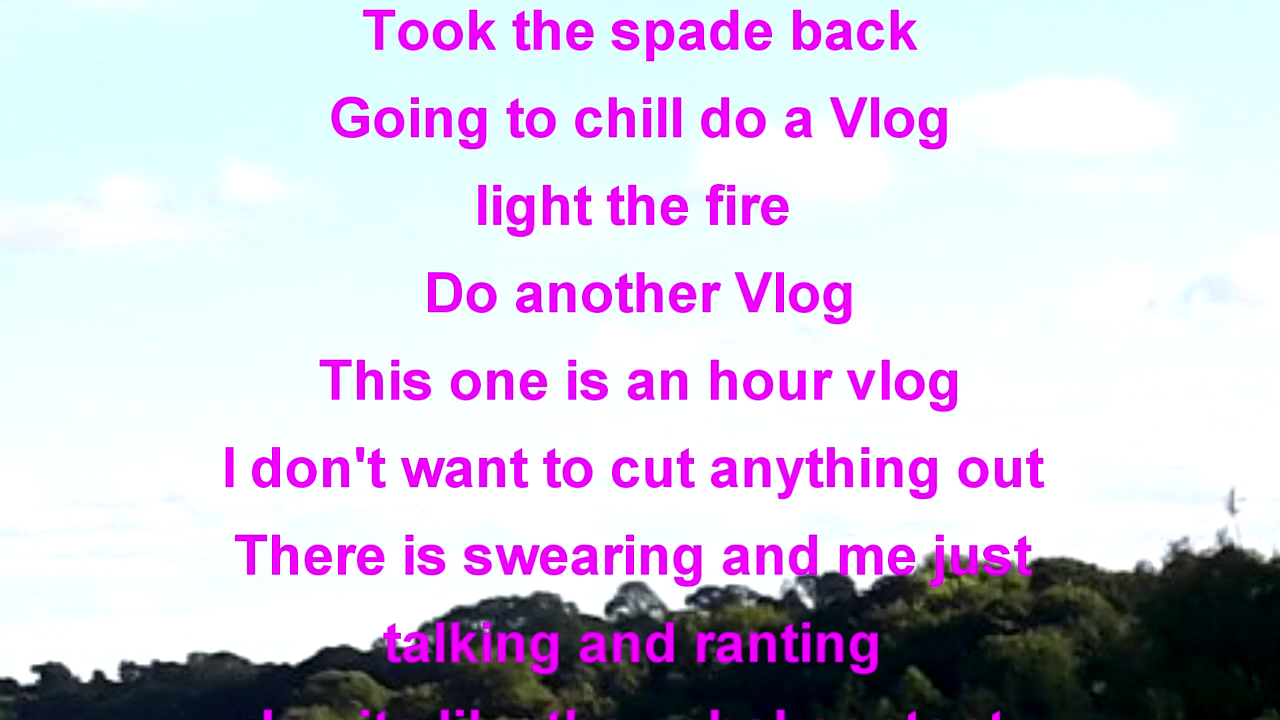 Took the spade back
Going to chill do a Vlog
light the fire
Do another Vlog
This one is an hour vlog
I don't want to cut anything out
There is swearing and me just
talking and ranting